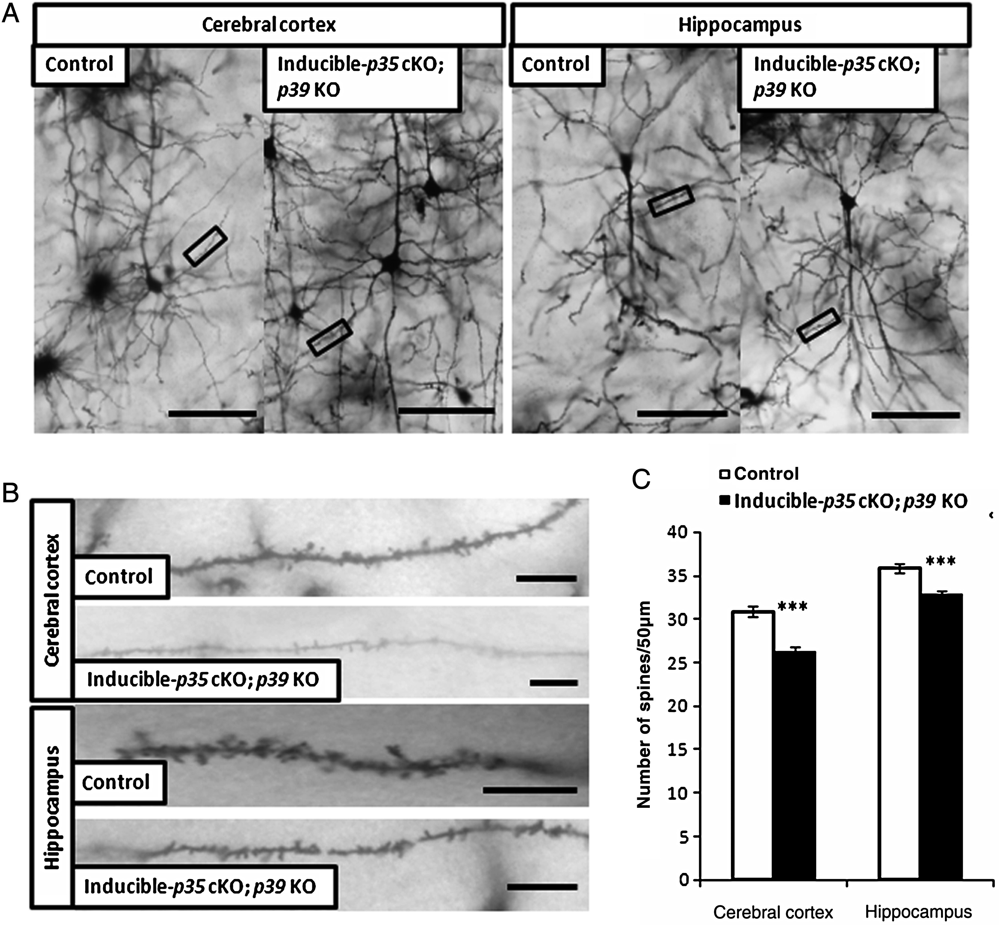 A
Cerebral cortex
Hippocampus
Control
Inducible-p35 cKO;
p39 KO
Control
Inducible-p35 cKO;
p39 KO
B
Cerebral cortex
Control
Inducible-p35 cKO; p39 KO
Hippocampus
Control
Inducible-p35 cKO; p39 KO
C
Control
Inducible-p35 cKO; p39 KO
Number of spines/50μm
40
35
30
25
20
15
10
5
0
***
***
Cerebral cortex
Hippocampus